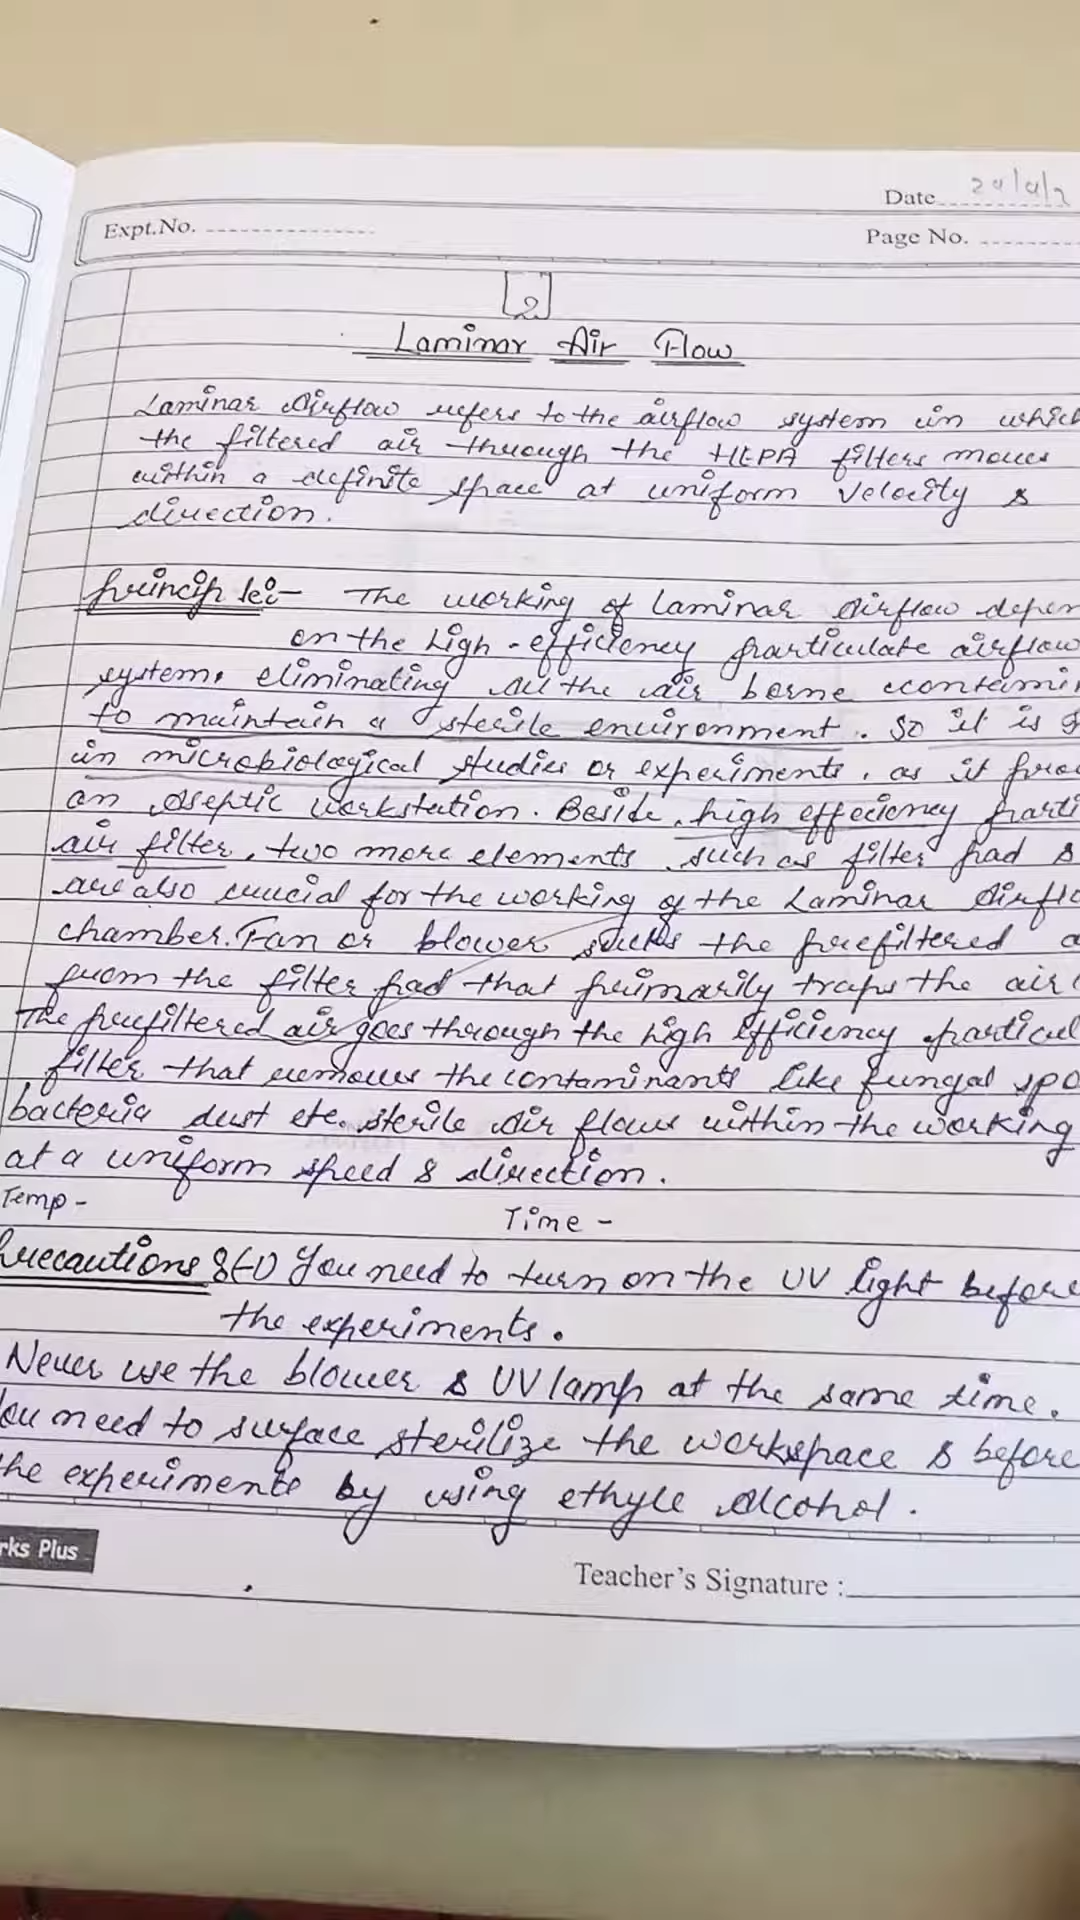 Date 24/4/2
Expt.No.
Page No.
2
Laminar Air Flow
Laminar Airflow refers to the airflow system in which
the filtered air through the HEPA filters moves
within a definite space at uniform velocity &
direction.
Principle:- The working of Laminar Airflow depen
on the high-efficiency particulate airflow
system. eliminating all the air borne contami
to maintain a sterile environment. So it is
in microbiological studies or experiments, as it pro
an Aseptic workstation. Beside, high effeciency parti
air filter, two more elements such as filter pad &
are also crucial for the working of the Laminar Airflo
chamber. Fan or blower sucks the prefiltered a
from the filter pad that primarily traps the air
The prefiltered air goes through the high efficiency particul
filter that removes the contaminants like fungal spo
bacteria dust etc. sterile Air flows within the working
at a uniform speed & direction.
Temp -
Time -
Precautions :- 1) You need to turn on the UV light before
the experiments.
Never use the blower & UV lamp at the same time.
You need to surface sterilize the workspace & before
the experiments by using ethyle Alcohol.
rks Plus
Teacher's Signature :